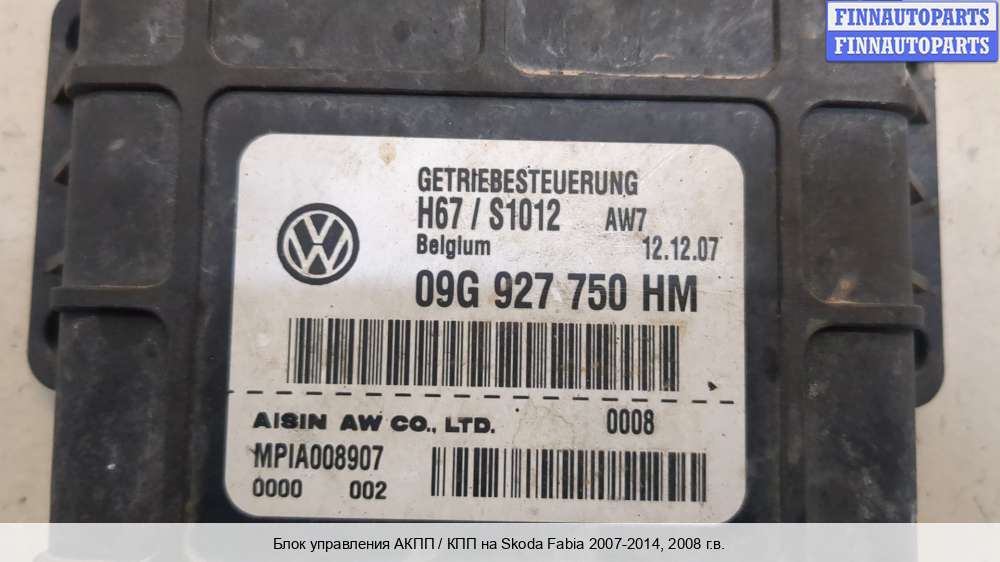 FINNAUTOPARTS
FINNAUTOPARTS
GETRIEBESTEUERUNG
H67 / S1012 AW7
Belgium 12.12.07
09G 927 750 HM
AISIN AW CO., LTD. 0008
MPIA008907
0000 002
Блок управления АКПП / КПП на Skoda Fabia 2007-2014, 2008 г.в.